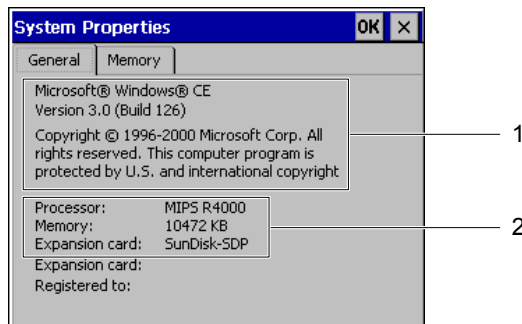 System Properties OK ×
General Memory
Microsoft® Windows® CE
Version 3.0 (Build 126)
Copyright © 1996-2000 Microsoft Corp. All
rights reserved. This computer program is
protected by U.S. and international copyright
1
Processor: MIPS R4000
Memory: 10472 KB
Expansion card: SunDisk-SDP
2
Expansion card:
Registered to: